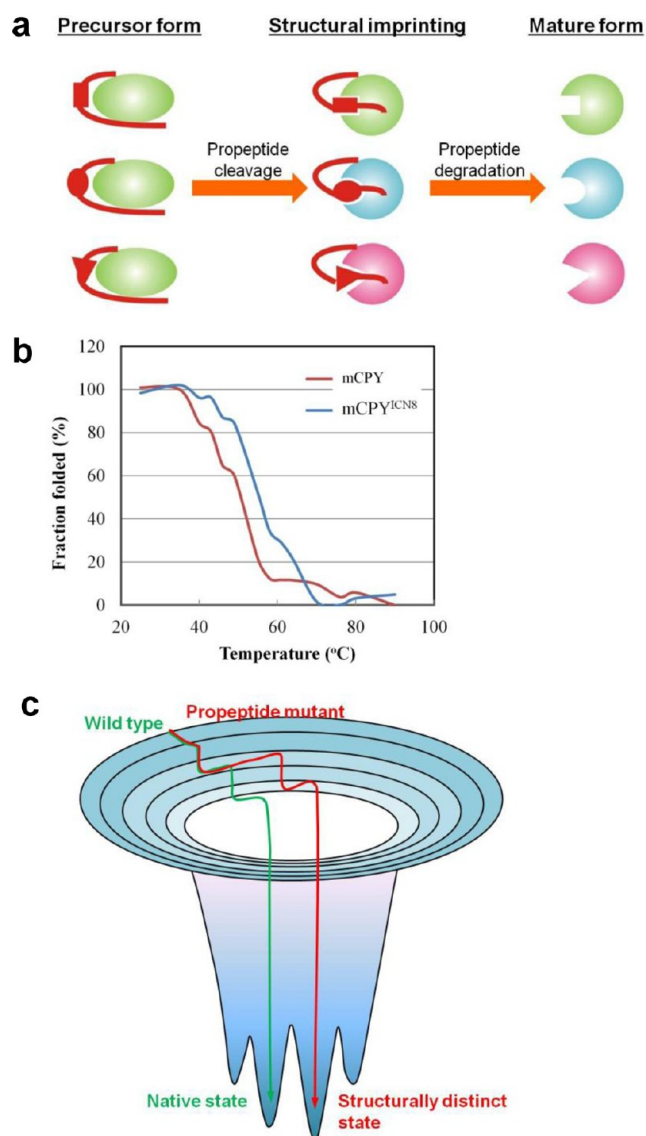 a
Precursor form Structural imprinting Mature form
Propeptide
cleavage
Propeptide
degradation
b
120
100
80
60
40
20
0
Fraction folded (%)
mCPY
mCPYICN8
20 40 60 80 100
Temperature (°C)
c
Wild type
Propeptide mutant
Native state
Structurally distinct
state